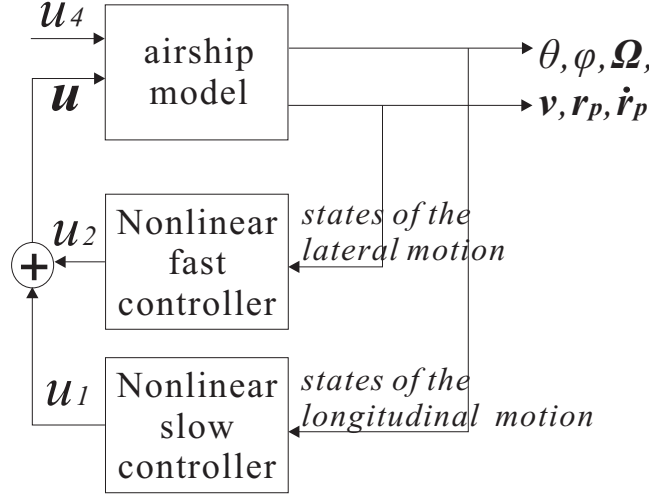 u4
airship
model
θ, φ, Ω,
u
v, rₚ, ṙₚ
u2
Nonlinear
fast
controller
states of the
lateral motion
+
u1
Nonlinear
slow
controller
states of the
longitudinal motion